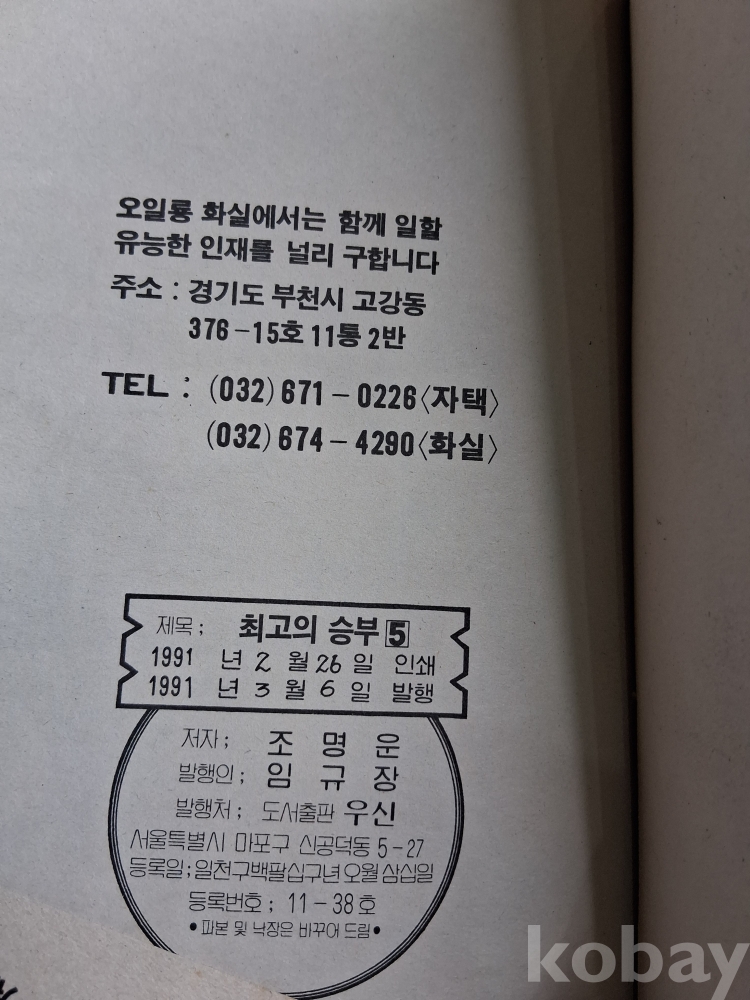 오일룡 화실에서는 함께 일할
유능한 인재를 널리 구합니다
주소 : 경기도 부천시 고강동
376-15호 11통 2반
TEL : (032) 671-0226〈자택〉
(032) 674-4290〈화실〉
제목; 최고의 승부 5
1991 년 2 월 26 일 인쇄
1991 년 3 월 6 일 발행
저자; 조 명 운
발행인; 임 규 장
발행처; 도서출판 우신
서울특별시 마포구 신공덕동 5-27
등록일; 일천구백팔십구년 오월 삼십일
등록번호; 11-38호
• 파본 및 낙장은 바꾸어 드림 •
kobay